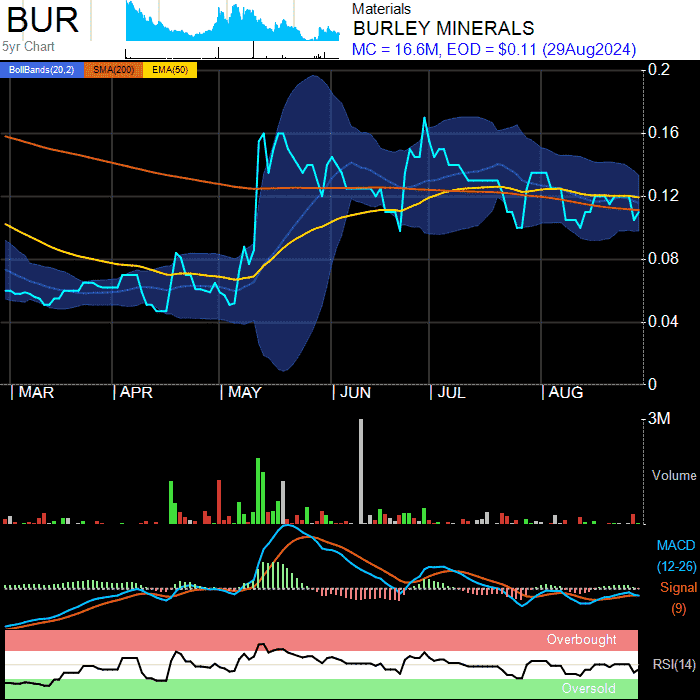 BUR
5yr Chart
Materials
BURLEY MINERALS
MC = 16.6M, EOD = $0.11 (29Aug2024)
BollBands(20,2) SMA(200) EMA(50)
0.2
0.16
0.12
0.08
0.04
0
MAR APR MAY JUN JUL AUG
3M
Volume
MACD
(12-26)
Signal
(9)
Overbought
RSI(14)
Oversold